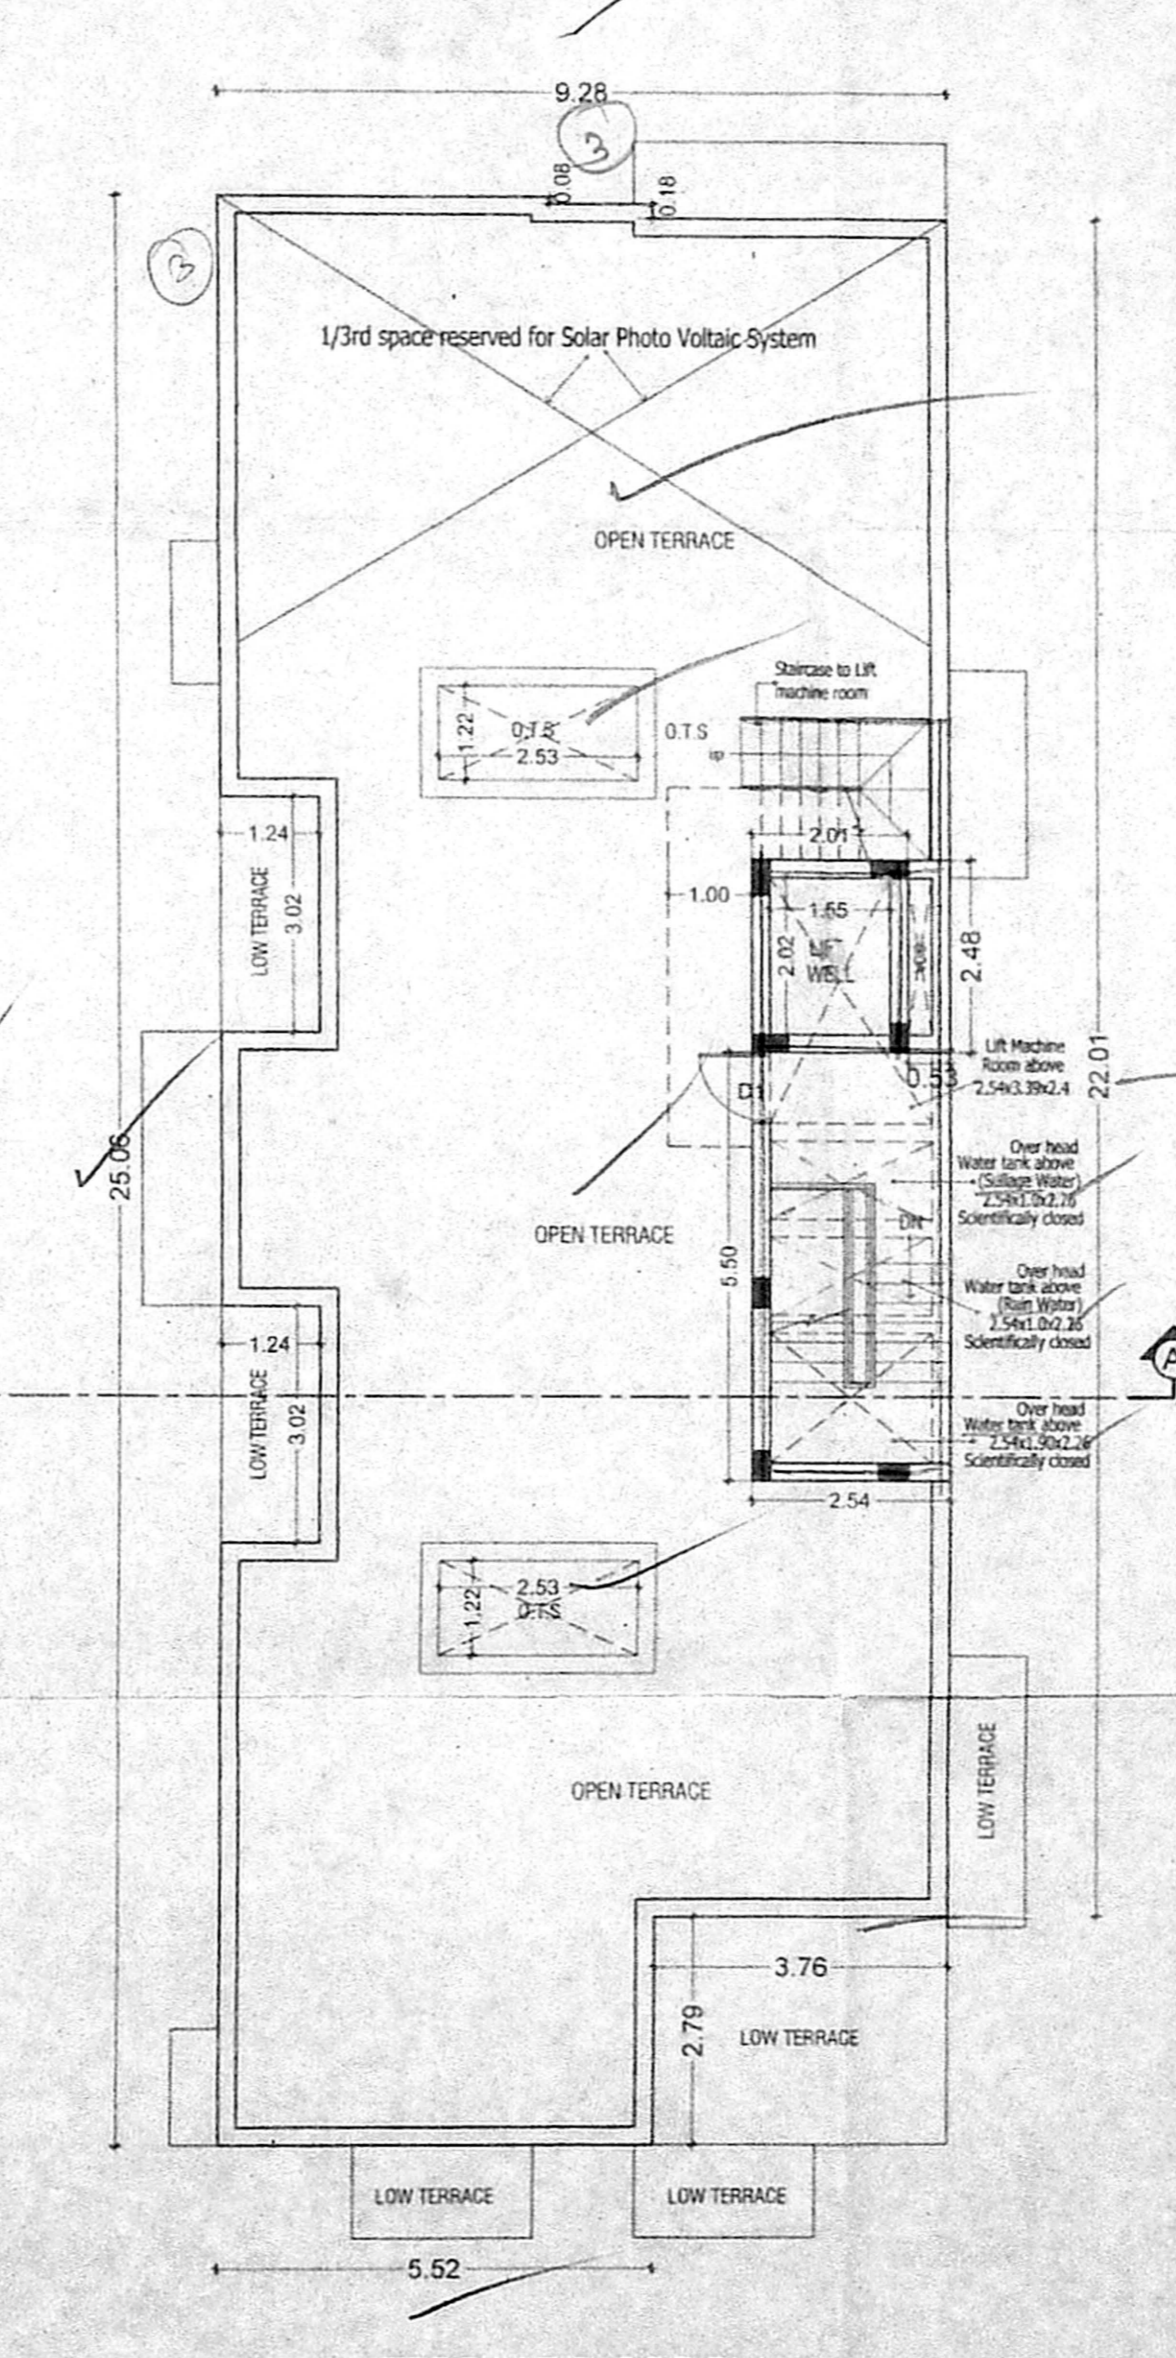 9.28
3
0.08
0.18
3
1/3rd space reserved for Solar Photo Voltaic System
OPEN TERRACE
Staircase to Lift
machine room
1.22
O.T.S
2.53
O.T.S
up
2.01
1.24
LOW TERRACE
3.02
1.00
1.65
2.02
LIFT
WELL
2.48
Lift Machine
Room above
2.54x3.39x2.4
0.53
D1
22.01
25.06
Over head
Water tank above
(Sullage Water)
2.54x1.0x2.26
Scientifically closed
DN
OPEN TERRACE
5.50
Over head
Water tank above
(Rain Water)
2.54x1.0x2.26
Scientifically closed
1.24
LOW TERRACE
3.02
A
Over head
Water tank above
2.54x1.90x2.26
Scientifically closed
2.54
1.22
2.53
O.T.S
OPEN TERRACE
LOW TERRACE
3.76
2.79
LOW TERRACE
LOW TERRACE
LOW TERRACE
5.52